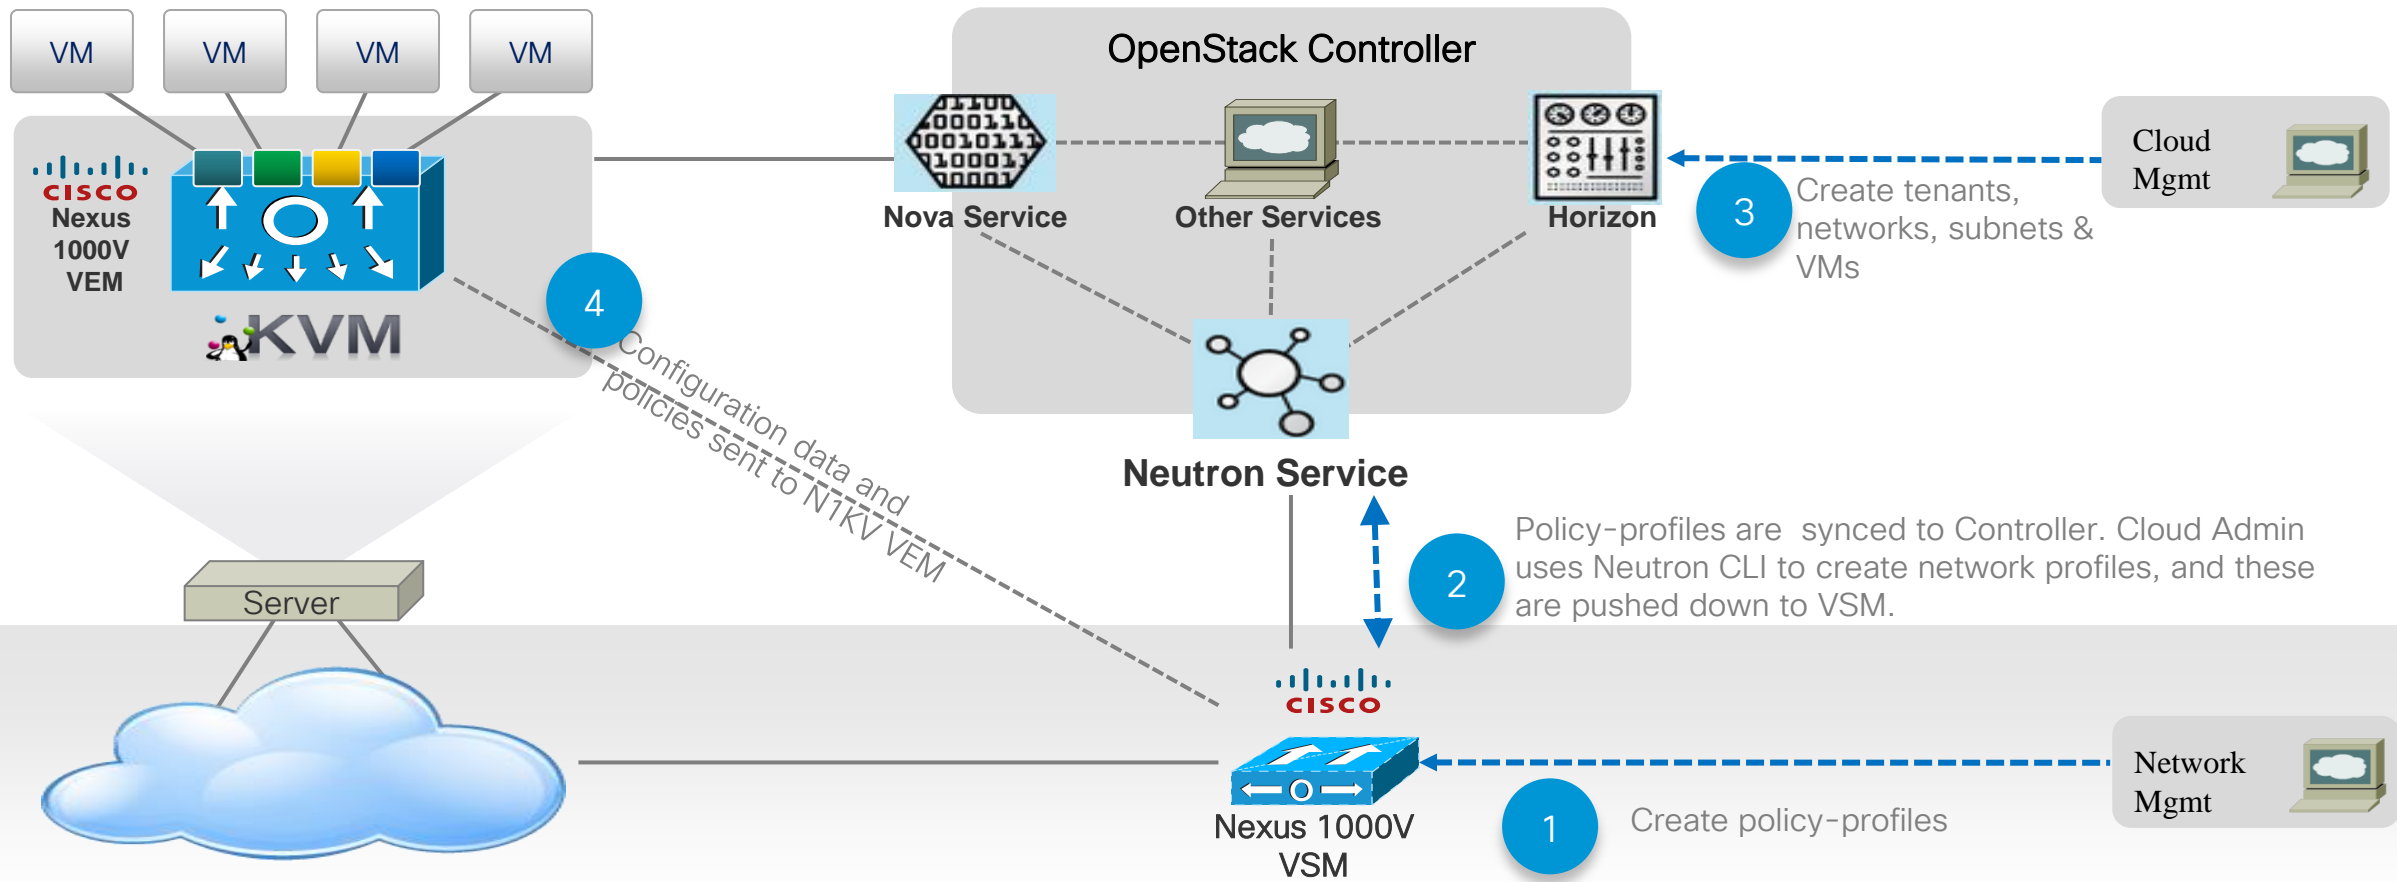 VM
VM
VM
VM
OpenStack Controller
CISCO
Nexus
1000V
VEM
KVM
Nova Service
Other Services
Horizon
Cloud
Mgmt
3
Create tenants,
networks, subnets &
VMs
4
Configuration data and
policies sent to N1KV VEM
Neutron Service
2
Policy-profiles are  synced to Controller. Cloud Admin
uses Neutron CLI to create network profiles, and these
are pushed down to VSM.
Server
CISCO
Nexus 1000V
VSM
1
Create policy-profiles
Network
Mgmt